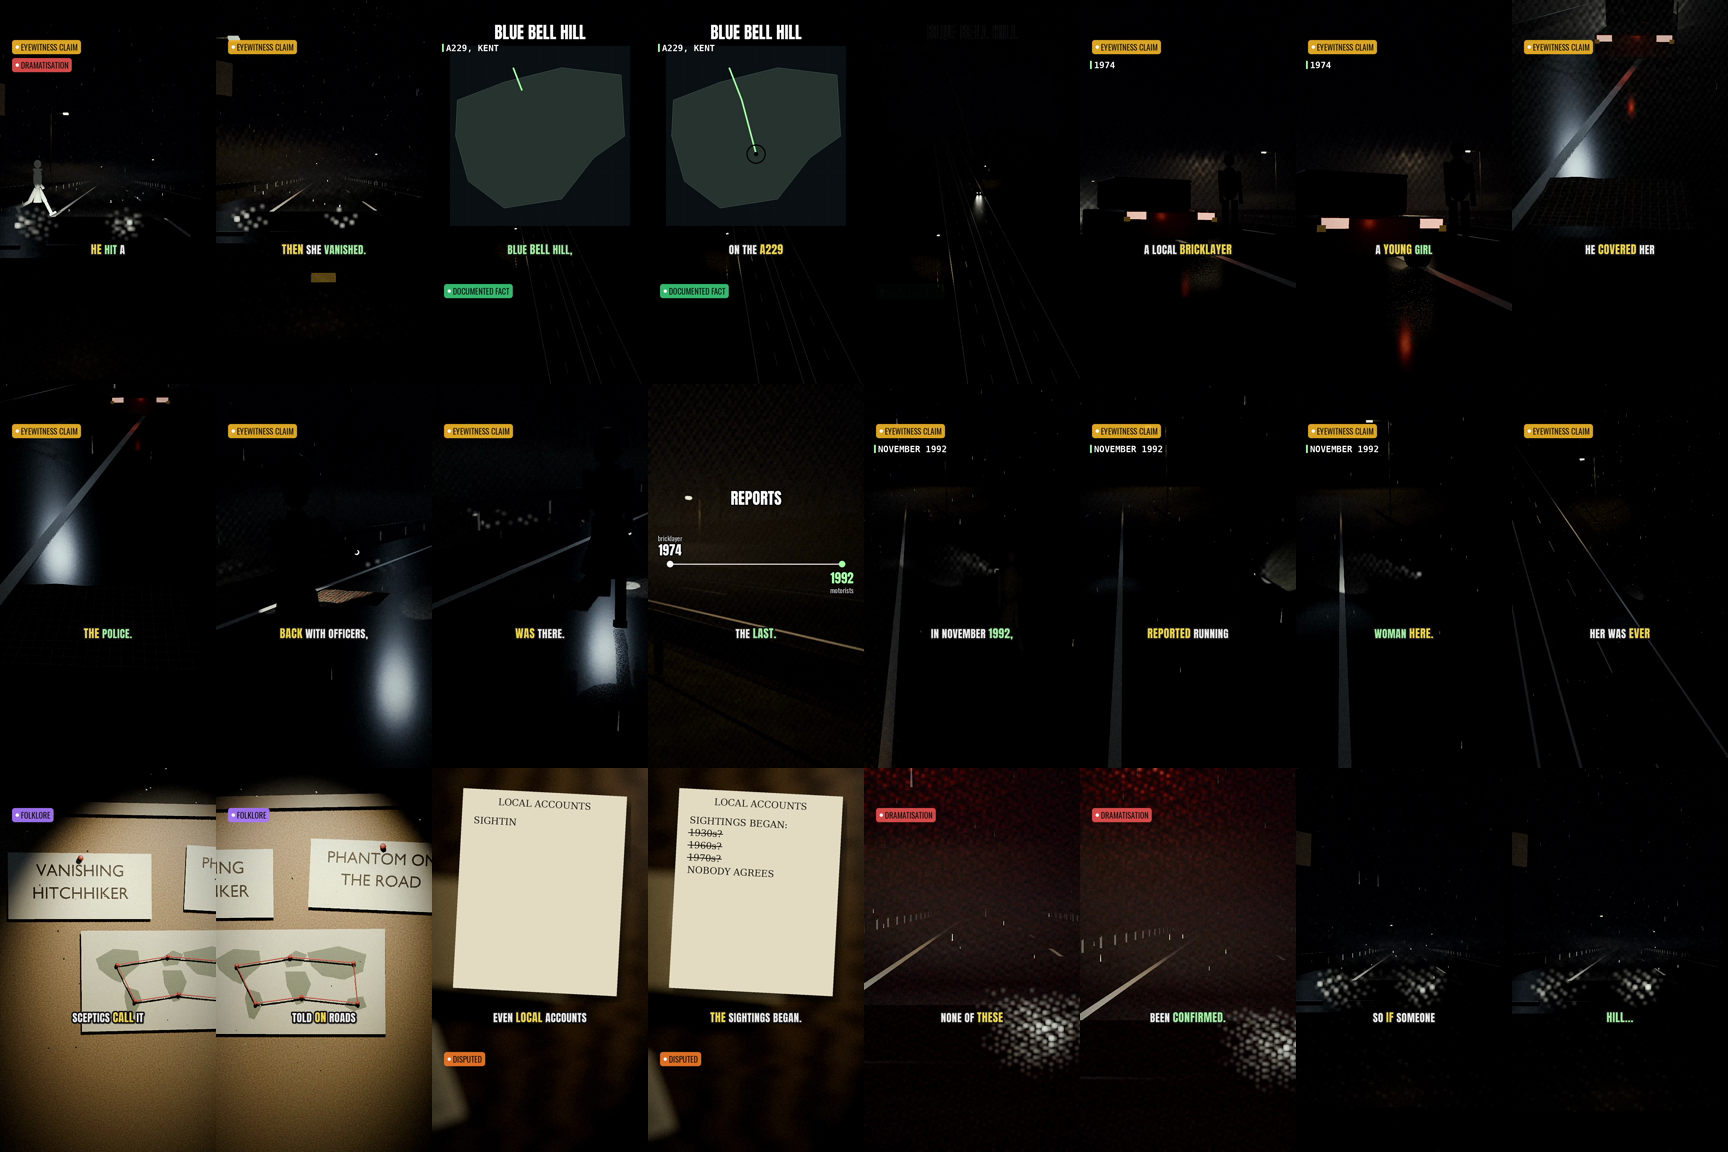 EYEWITNESS CLAIM
DRAMATISATION
HE HIT A
EYEWITNESS CLAIM
THEN SHE VANISHED.
BLUE BELL HILL
A229, KENT
BLUE BELL HILL,
DOCUMENTED FACT
BLUE BELL HILL
A229, KENT
ON THE A229
DOCUMENTED FACT
EYEWITNESS CLAIM
1974
A LOCAL BRICKLAYER
EYEWITNESS CLAIM
1974
A YOUNG GIRL
EYEWITNESS CLAIM
HE COVERED HER
EYEWITNESS CLAIM
THE POLICE.
EYEWITNESS CLAIM
BACK WITH OFFICERS,
EYEWITNESS CLAIM
WAS THERE.
REPORTS
bricklayer
1974
1992
motorists
THE LAST.
EYEWITNESS CLAIM
NOVEMBER 1992
IN NOVEMBER 1992,
EYEWITNESS CLAIM
NOVEMBER 1992
REPORTED RUNNING
EYEWITNESS CLAIM
NOVEMBER 1992
WOMAN HERE.
EYEWITNESS CLAIM
HER WAS EVER
FOLKLORE
VANISHING
HITCHHIKER
PH
SCEPTICS CALL IT
FOLKLORE
NG
IKER
PHANTOM ON
THE ROAD
TOLD ON ROADS
LOCAL ACCOUNTS
SIGHTIN
EVEN LOCAL ACCOUNTS
DISPUTED
LOCAL ACCOUNTS
SIGHTINGS BEGAN:
1930s?
1960s?
1970s?
NOBODY AGREES
THE SIGHTINGS BEGAN.
DISPUTED
DRAMATISATION
NONE OF THESE
DRAMATISATION
BEEN CONFIRMED.
SO IF SOMEONE
HILL...